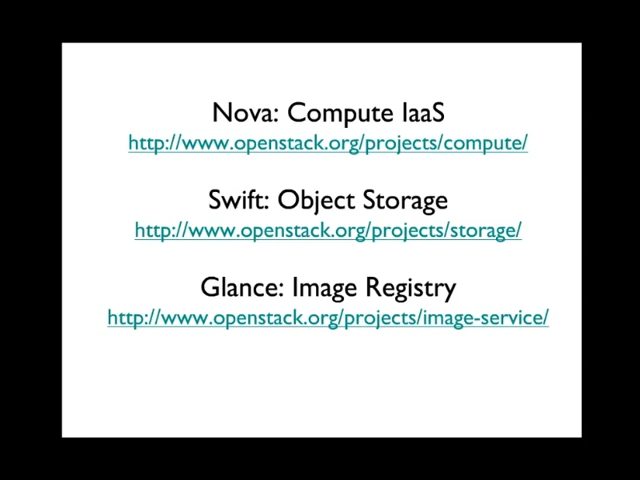 Nova: Compute IaaS
http://www.openstack.org/projects/compute/
Swift: Object Storage
http://www.openstack.org/projects/storage/
Glance: Image Registry
http://www.openstack.org/projects/image-service/